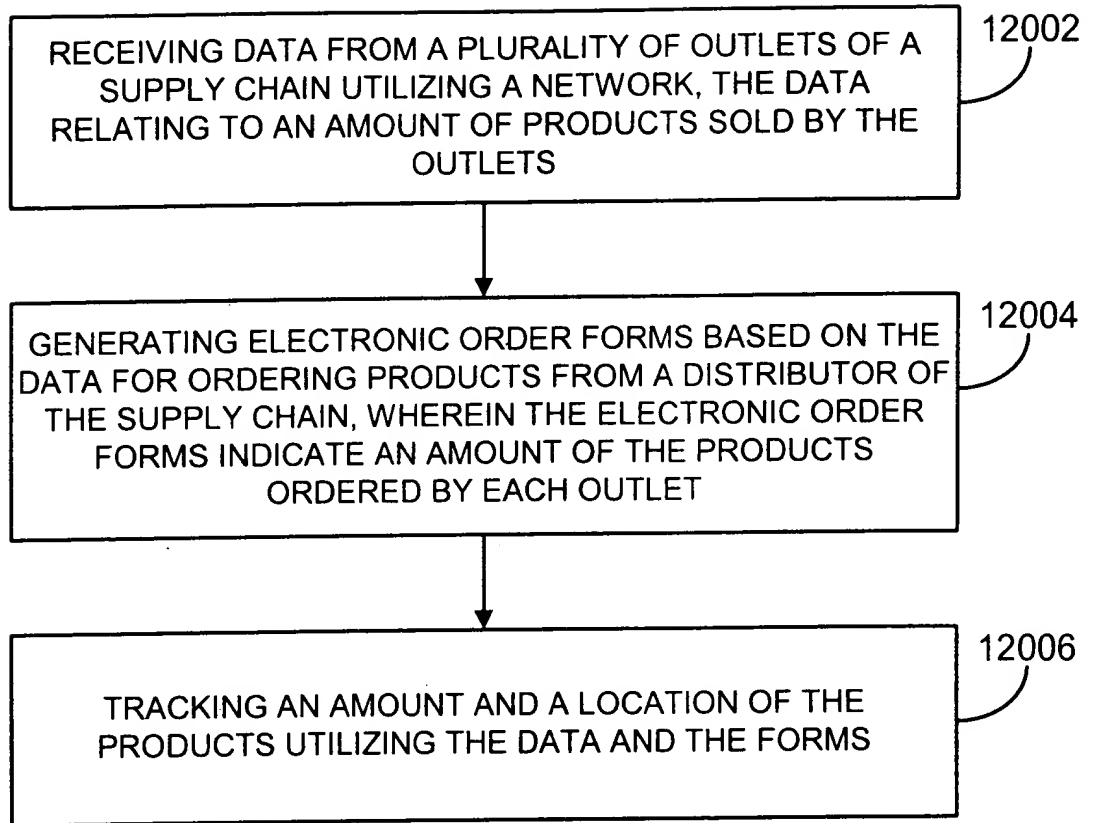 RECEIVING DATA FROM A PLURALITY OF OUTLETS OF A
SUPPLY CHAIN UTILIZING A NETWORK, THE DATA
RELATING TO AN AMOUNT OF PRODUCTS SOLD BY THE
OUTLETS
12002
GENERATING ELECTRONIC ORDER FORMS BASED ON THE
DATA FOR ORDERING PRODUCTS FROM A DISTRIBUTOR OF
THE SUPPLY CHAIN, WHEREIN THE ELECTRONIC ORDER
FORMS INDICATE AN AMOUNT OF THE PRODUCTS
ORDERED BY EACH OUTLET
12004
TRACKING AN AMOUNT AND A LOCATION OF THE
PRODUCTS UTILIZING THE DATA AND THE FORMS
12006